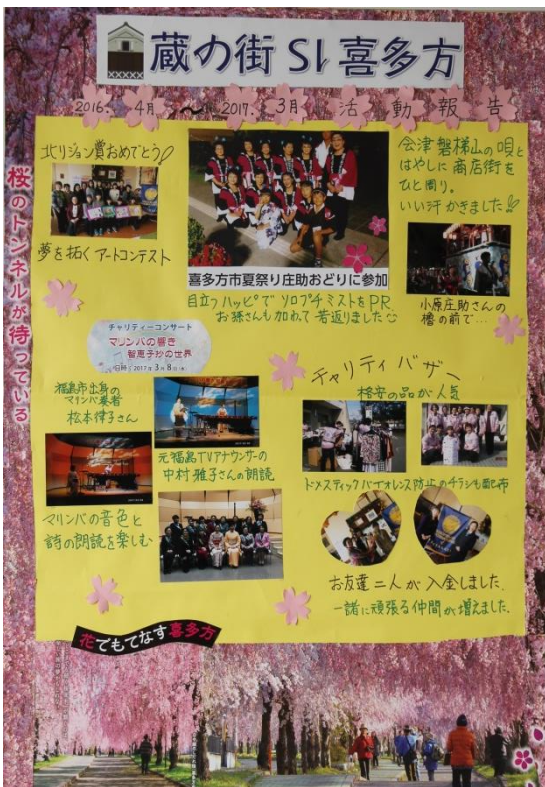 蔵の街 SI 喜多方
2016. 4月 〜 2017. 3月 活動報告
桜のトンネルが待っている
北リジョン賞おめでとう!
夢を拓くアートコンテスト
喜多方市夏祭り庄助おどりに参加
目立つハッピでソロプチミストをPR
お孫さんも加わって若返りました
会津磐梯山の唄と
はやしに商店街を
ひと周り。
いい汗かきました!!
小原庄助さんの
櫓の前で…
チャリティーコンサート
マリンバの響き
智恵子抄の世界
日時:2017年3月8日
福島市出身の
マリンバ奏者
松本律子さん
元福島TVアナウンサーの
中村雅子さんの朗読
マリンバの音色と
詩の朗読を楽しむ
チャリティバザー
格安の品が人気
ドメスティックバイオレンス防止のチラシも配布
お友達二人が入会しました.
一緒に頑張る仲間が増えました.
花でもてなす喜多方